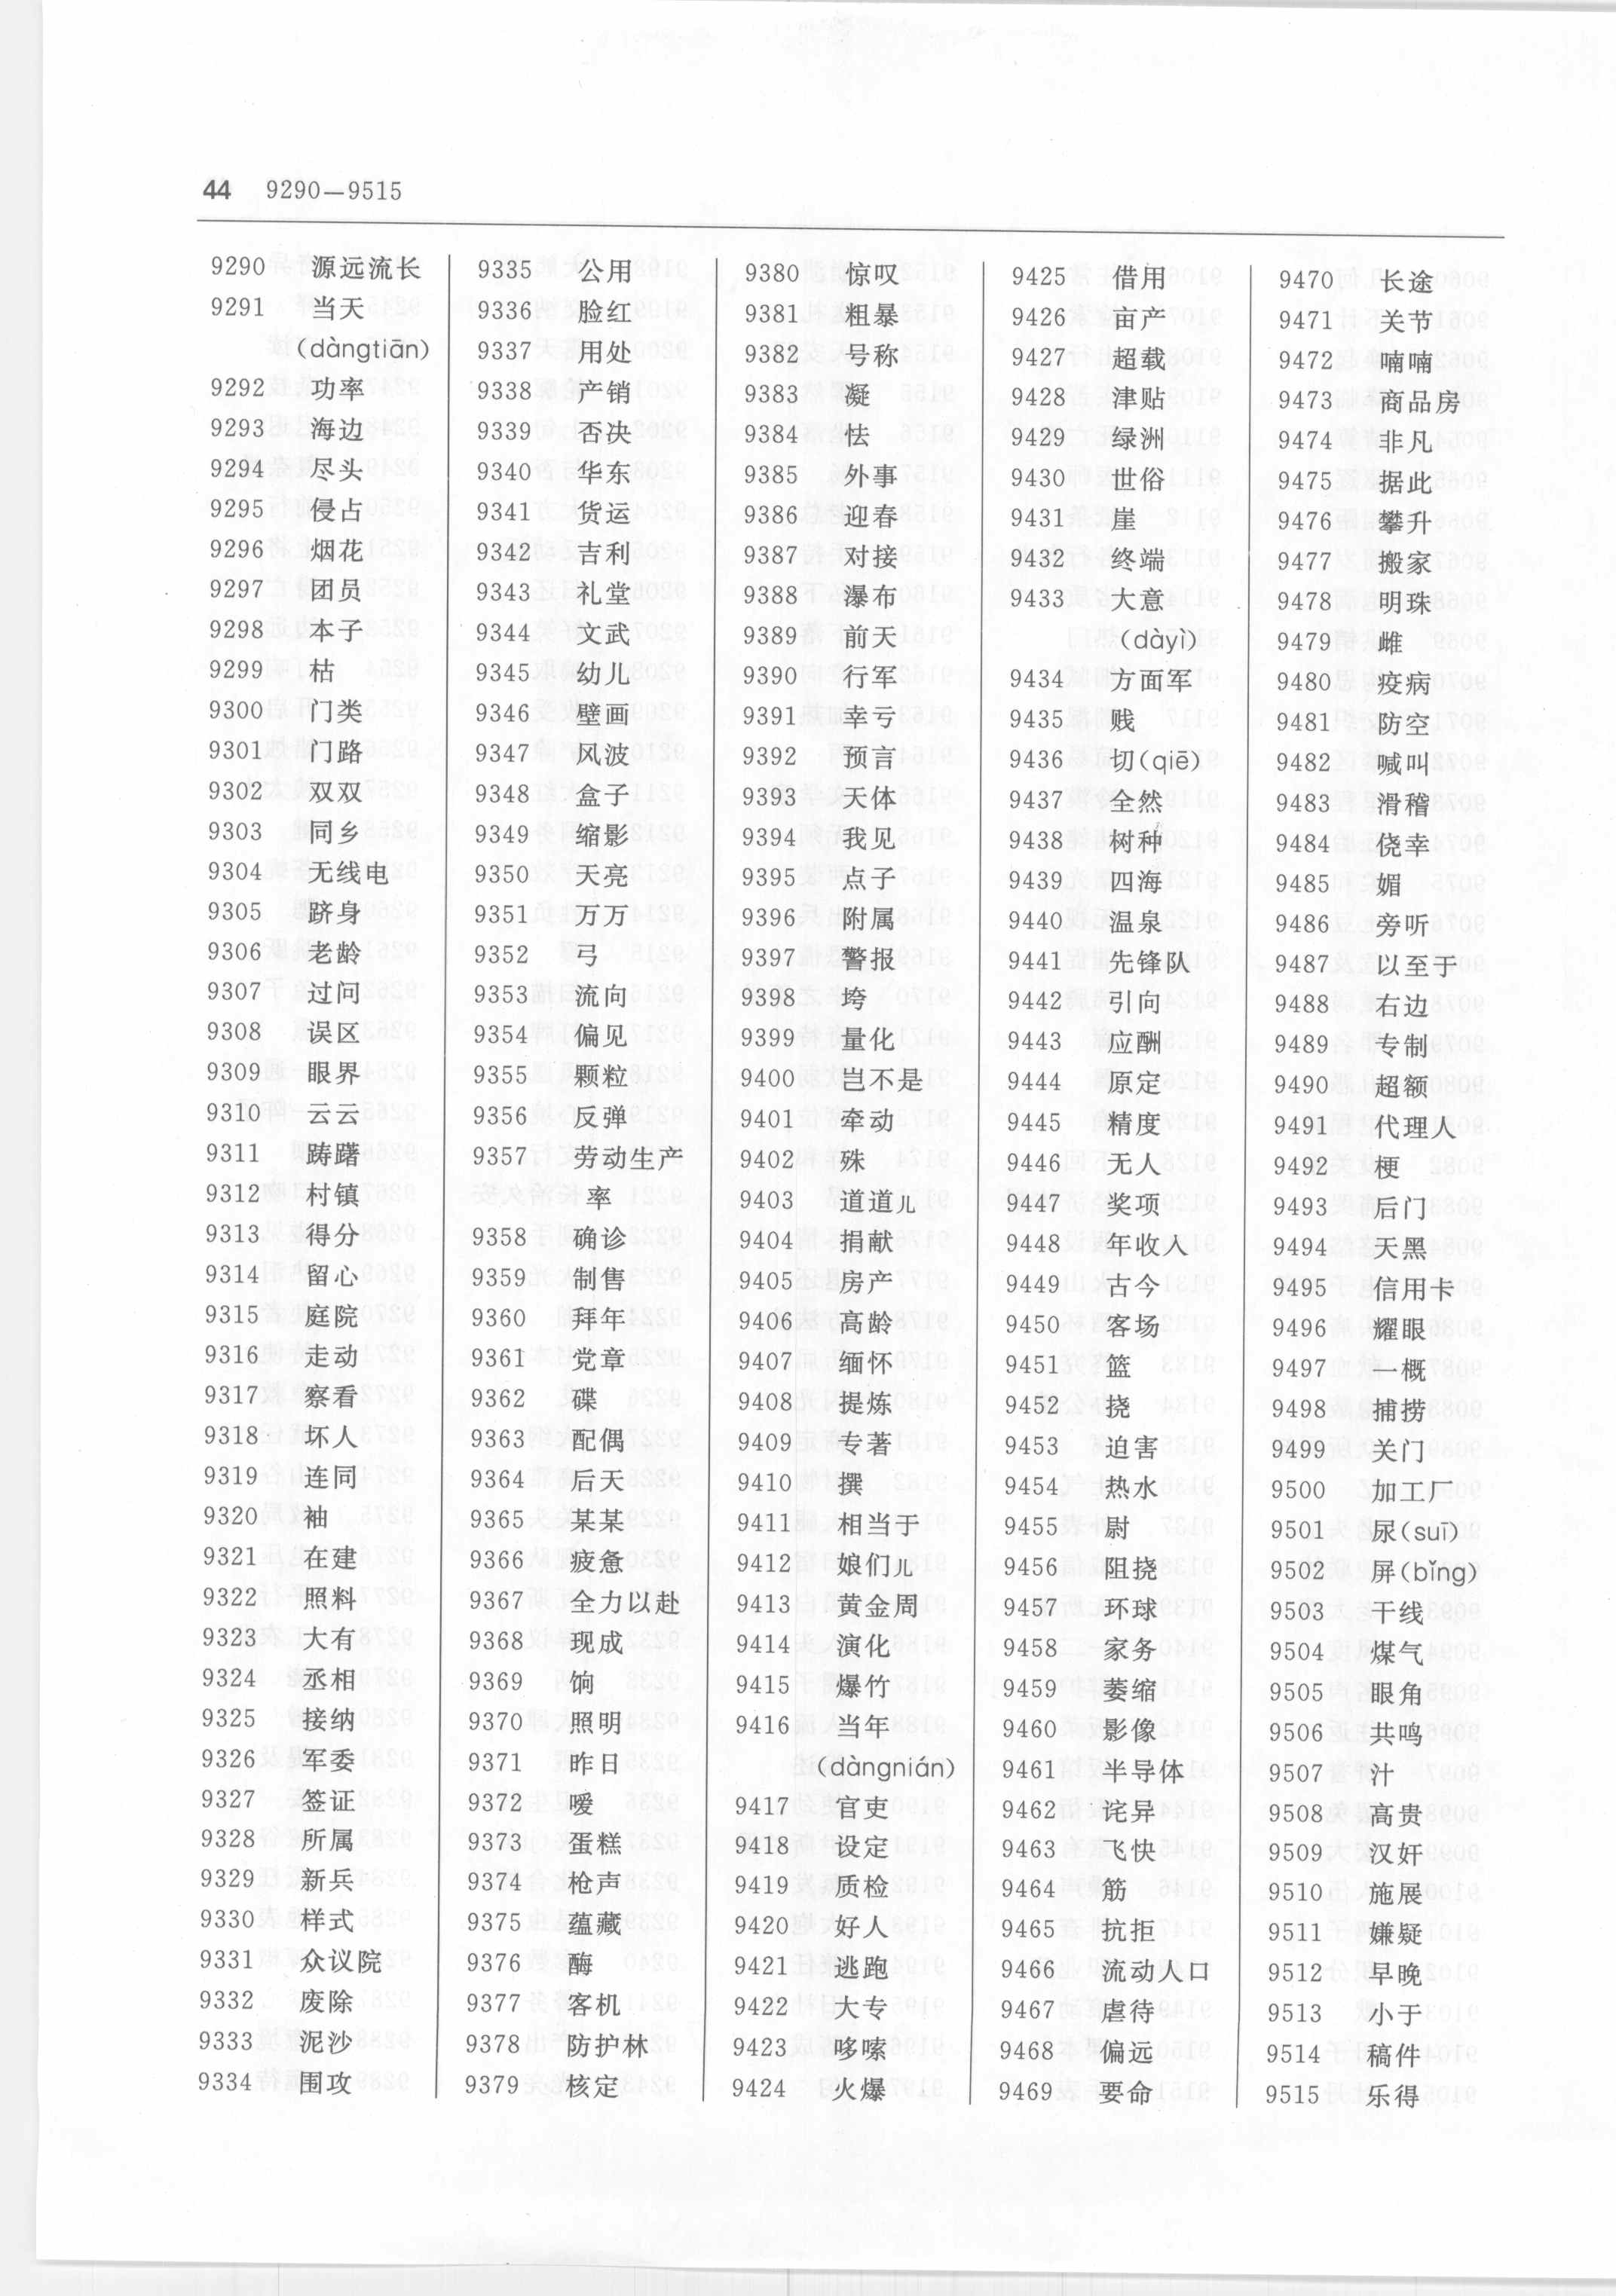 44 9290—9515
9290 源远流长
9291 当天
(dàngtiān)
9292 功率
9293 海边
9294 尽头
9295 侵占
9296 烟花
9297 团员
9298 本子
9299 枯
9300 门类
9301 门路
9302 双双
9303 同乡
9304 无线电
9305 跻身
9306 老龄
9307 过问
9308 误区
9309 眼界
9310 云云
9311 踌躇
9312 村镇
9313 得分
9314 留心
9315 庭院
9316 走动
9317 察看
9318 坏人
9319 连同
9320 袖
9321 在建
9322 照料
9323 大有
9324 丞相
9325 接纳
9326 军委
9327 签证
9328 所属
9329 新兵
9330 样式
9331 众议院
9332 废除
9333 泥沙
9334 围攻
9335 公用
9336 脸红
9337 用处
9338 产销
9339 否决
9340 华东
9341 货运
9342 吉利
9343 礼堂
9344 文武
9345 幼儿
9346 壁画
9347 风波
9348 盒子
9349 缩影
9350 天亮
9351 万万
9352 弓
9353 流向
9354 偏见
9355 颗粒
9356 反弹
9357 劳动生产
率
9358 确诊
9359 制售
9360 拜年
9361 党章
9362 碟
9363 配偶
9364 后天
9365 某某
9366 疲惫
9367 全力以赴
9368 现成
9369 饷
9370 照明
9371 昨日
9372 嗳
9373 蛋糕
9374 枪声
9375 蕴藏
9376 酶
9377 客机
9378 防护林
9379 核定
9380 惊叹
9381 粗暴
9382 号称
9383 凝
9384 怯
9385 外事
9386 迎春
9387 对接
9388 瀑布
9389 前天
9390 行军
9391 幸亏
9392 预言
9393 天体
9394 我见
9395 点子
9396 附属
9397 警报
9398 垮
9399 量化
9400 岂不是
9401 牵动
9402 殊
9403 道道儿
9404 捐献
9405 房产
9406 高龄
9407 缅怀
9408 提炼
9409 专著
9410 撰
9411 相当于
9412 娘们儿
9413 黄金周
9414 演化
9415 爆竹
9416 当年
(dàngnián)
9417 官吏
9418 设定
9419 质检
9420 好人
9421 逃跑
9422 大专
9423 哆嗦
9424 火爆
9425 借用
9426 亩产
9427 超载
9428 津贴
9429 绿洲
9430 世俗
9431 崖
9432 终端
9433 大意
(dàyì)
9434 方面军
9435 贱
9436 切(qiē)
9437 全然
9438 树种
9439 四海
9440 温泉
9441 先锋队
9442 引向
9443 应酬
9444 原定
9445 精度
9446 无人
9447 奖项
9448 年收入
9449 古今
9450 客场
9451 篮
9452 挠
9453 迫害
9454 热水
9455 尉
9456 阻挠
9457 环球
9458 家务
9459 萎缩
9460 影像
9461 半导体
9462 诧异
9463 飞快
9464 筋
9465 抗拒
9466 流动人口
9467 虐待
9468 偏远
9469 要命
9470 长途
9471 关节
9472 喃喃
9473 商品房
9474 非凡
9475 据此
9476 攀升
9477 搬家
9478 明珠
9479 雌
9480 疫病
9481 防空
9482 喊叫
9483 滑稽
9484 侥幸
9485 媚
9486 旁听
9487 以至于
9488 右边
9489 专制
9490 超额
9491 代理人
9492 梗
9493 后门
9494 天黑
9495 信用卡
9496 耀眼
9497 一概
9498 捕捞
9499 关门
9500 加工厂
9501 尿(suī)
9502 屏(bǐng)
9503 干线
9504 煤气
9505 眼角
9506 共鸣
9507 汁
9508 高贵
9509 汉奸
9510 施展
9511 嫌疑
9512 早晚
9513 小于
9514 稿件
9515 乐得